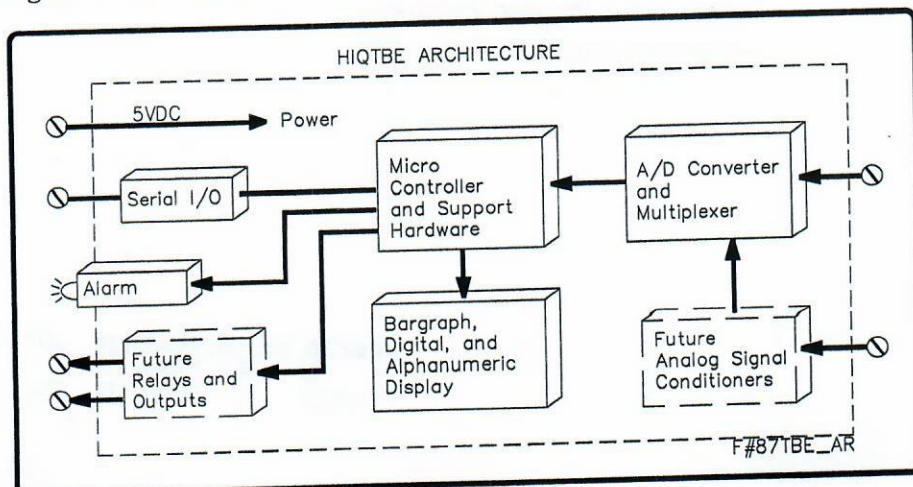 HIQTBE ARCHITECTURE
5VDC
Power
Serial I/O
Micro
Controller
and Support
Hardware
A/D Converter
and
Multiplexer
Alarm
Bargraph,
Digital, and
Alphanumeric
Display
Future
Relays and
Outputs
Future
Analog Signal
Conditioners
F#87TBE_AR